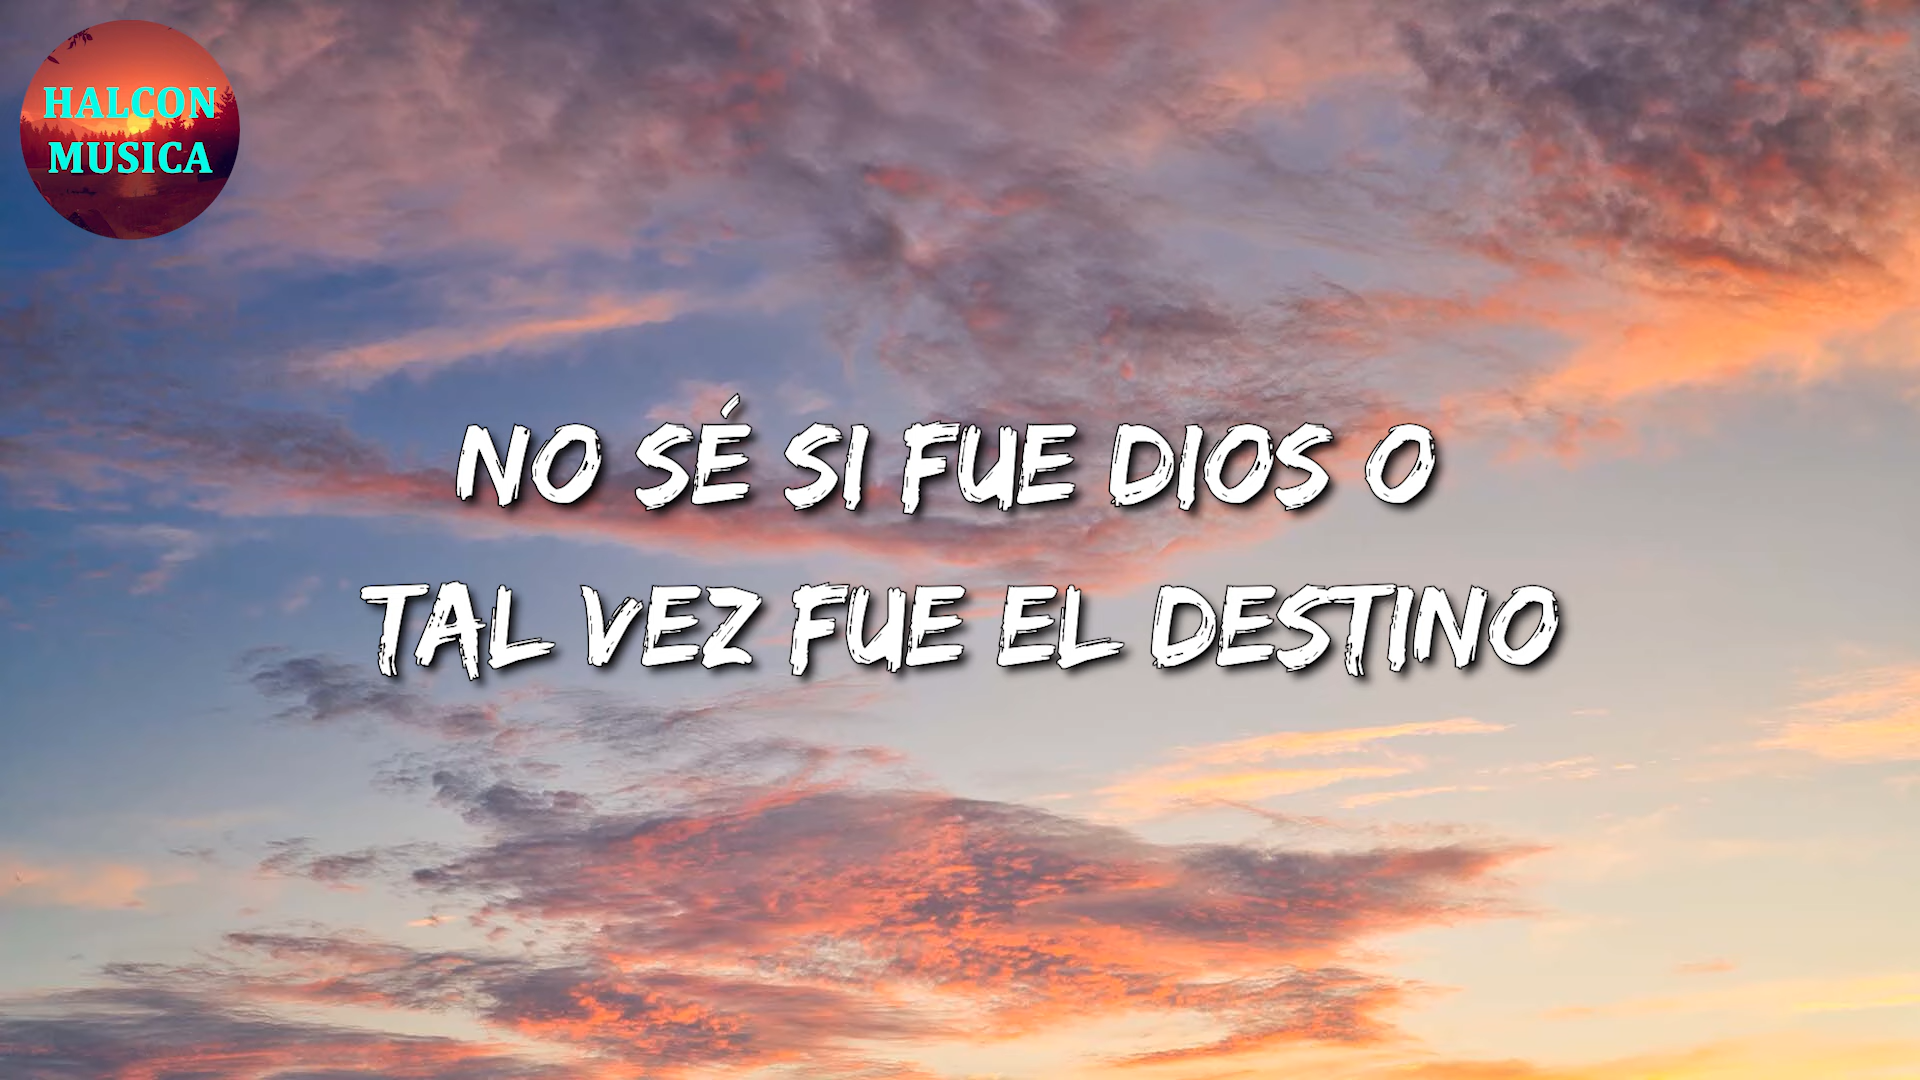 HALCON
MUSICA
NO SÉ SI FUE DIOS O
TAL VEZ FUE EL DESTINO